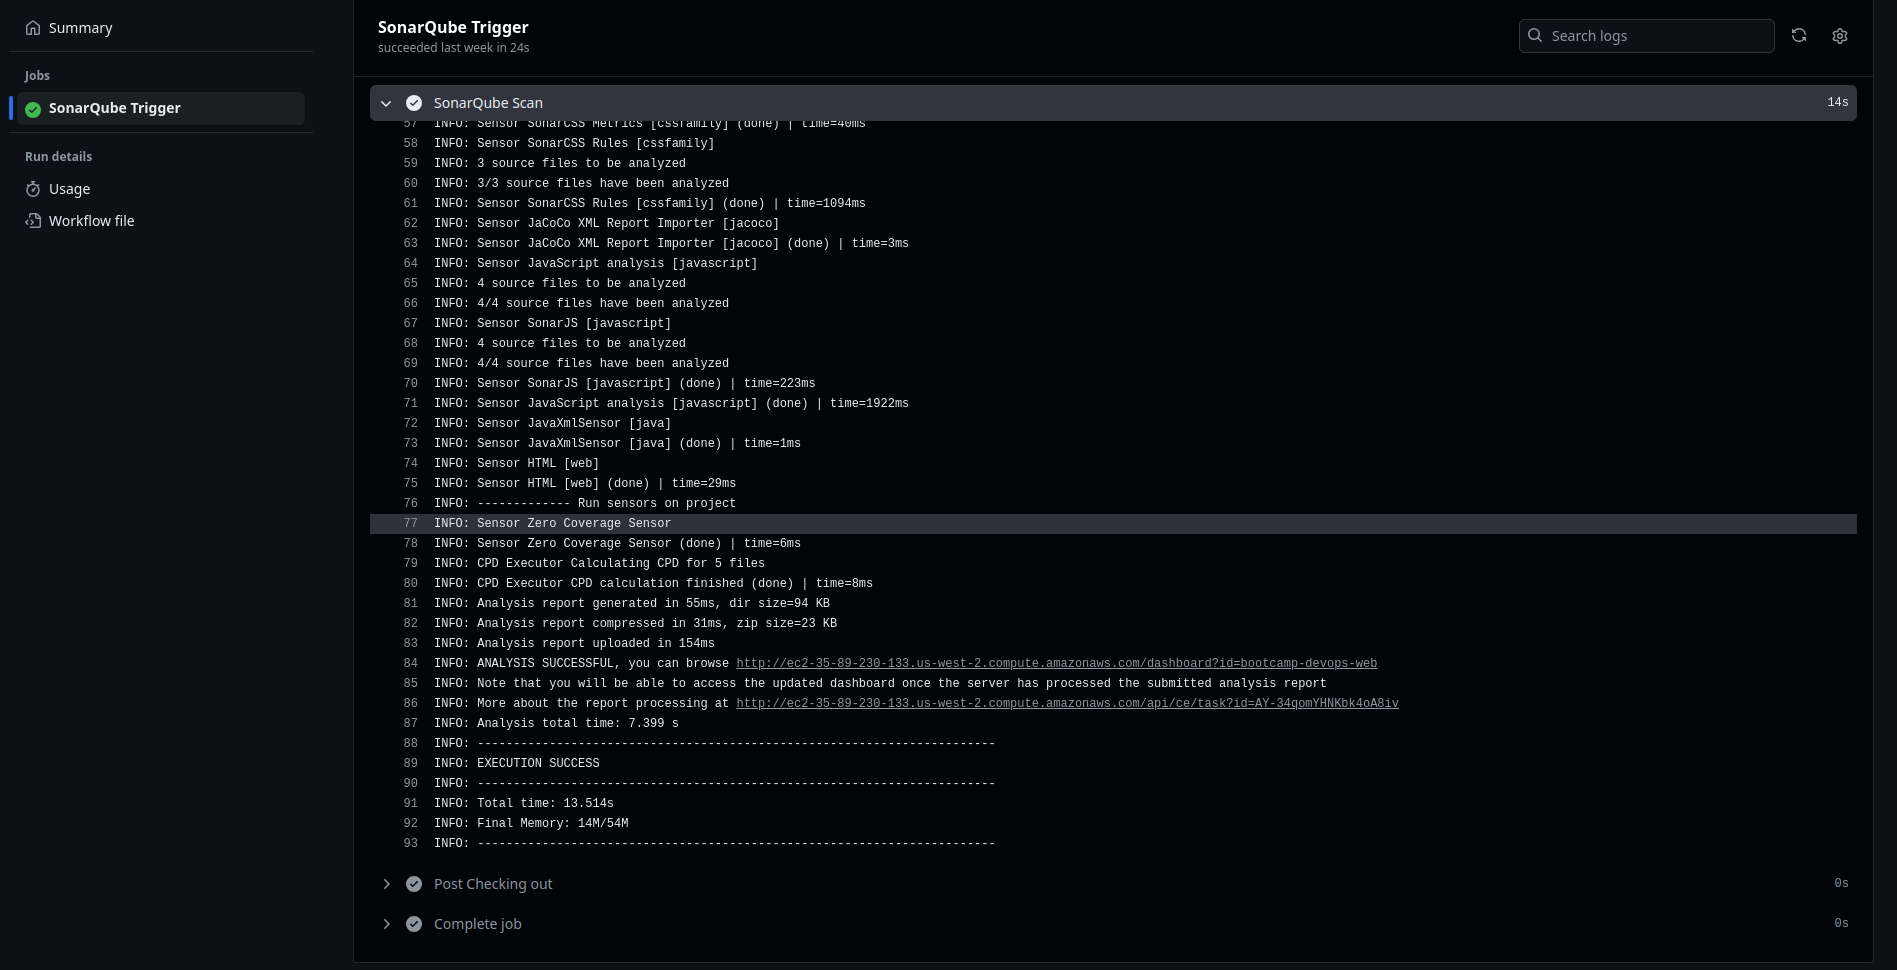 Summary
Jobs
SonarQube Trigger
Run details
Usage
Workflow file
SonarQube Trigger
succeeded last week in 24s
Search logs
SonarQube Scan 14s
57 INFO: Sensor SonarCSS Metrics [cssfamily] (done) | time=40ms
58 INFO: Sensor SonarCSS Rules [cssfamily]
59 INFO: 3 source files to be analyzed
60 INFO: 3/3 source files have been analyzed
61 INFO: Sensor SonarCSS Rules [cssfamily] (done) | time=1094ms
62 INFO: Sensor JaCoCo XML Report Importer [jacoco]
63 INFO: Sensor JaCoCo XML Report Importer [jacoco] (done) | time=3ms
64 INFO: Sensor JavaScript analysis [javascript]
65 INFO: 4 source files to be analyzed
66 INFO: 4/4 source files have been analyzed
67 INFO: Sensor SonarJS [javascript]
68 INFO: 4 source files to be analyzed
69 INFO: 4/4 source files have been analyzed
70 INFO: Sensor SonarJS [javascript] (done) | time=223ms
71 INFO: Sensor JavaScript analysis [javascript] (done) | time=1922ms
72 INFO: Sensor JavaXmlSensor [java]
73 INFO: Sensor JavaXmlSensor [java] (done) | time=1ms
74 INFO: Sensor HTML [web]
75 INFO: Sensor HTML [web] (done) | time=29ms
76 INFO: ------------- Run sensors on project
77 INFO: Sensor Zero Coverage Sensor
78 INFO: Sensor Zero Coverage Sensor (done) | time=6ms
79 INFO: CPD Executor Calculating CPD for 5 files
80 INFO: CPD Executor CPD calculation finished (done) | time=8ms
81 INFO: Analysis report generated in 55ms, dir size=94 KB
82 INFO: Analysis report compressed in 31ms, zip size=23 KB
83 INFO: Analysis report uploaded in 154ms
84 INFO: ANALYSIS SUCCESSFUL, you can browse http://ec2-35-89-230-133.us-west-2.compute.amazonaws.com/dashboard?id=bootcamp-devops-web
85 INFO: Note that you will be able to access the updated dashboard once the server has processed the submitted analysis report
86 INFO: More about the report processing at http://ec2-35-89-230-133.us-west-2.compute.amazonaws.com/api/ce/task?id=AY-34qomYHNKbk4oA8iv
87 INFO: Analysis total time: 7.399 s
88 INFO: ------------------------------------------------------------------------
89 INFO: EXECUTION SUCCESS
90 INFO: ------------------------------------------------------------------------
91 INFO: Total time: 13.514s
92 INFO: Final Memory: 14M/54M
93 INFO: ------------------------------------------------------------------------
Post Checking out 0s
Complete job 0s